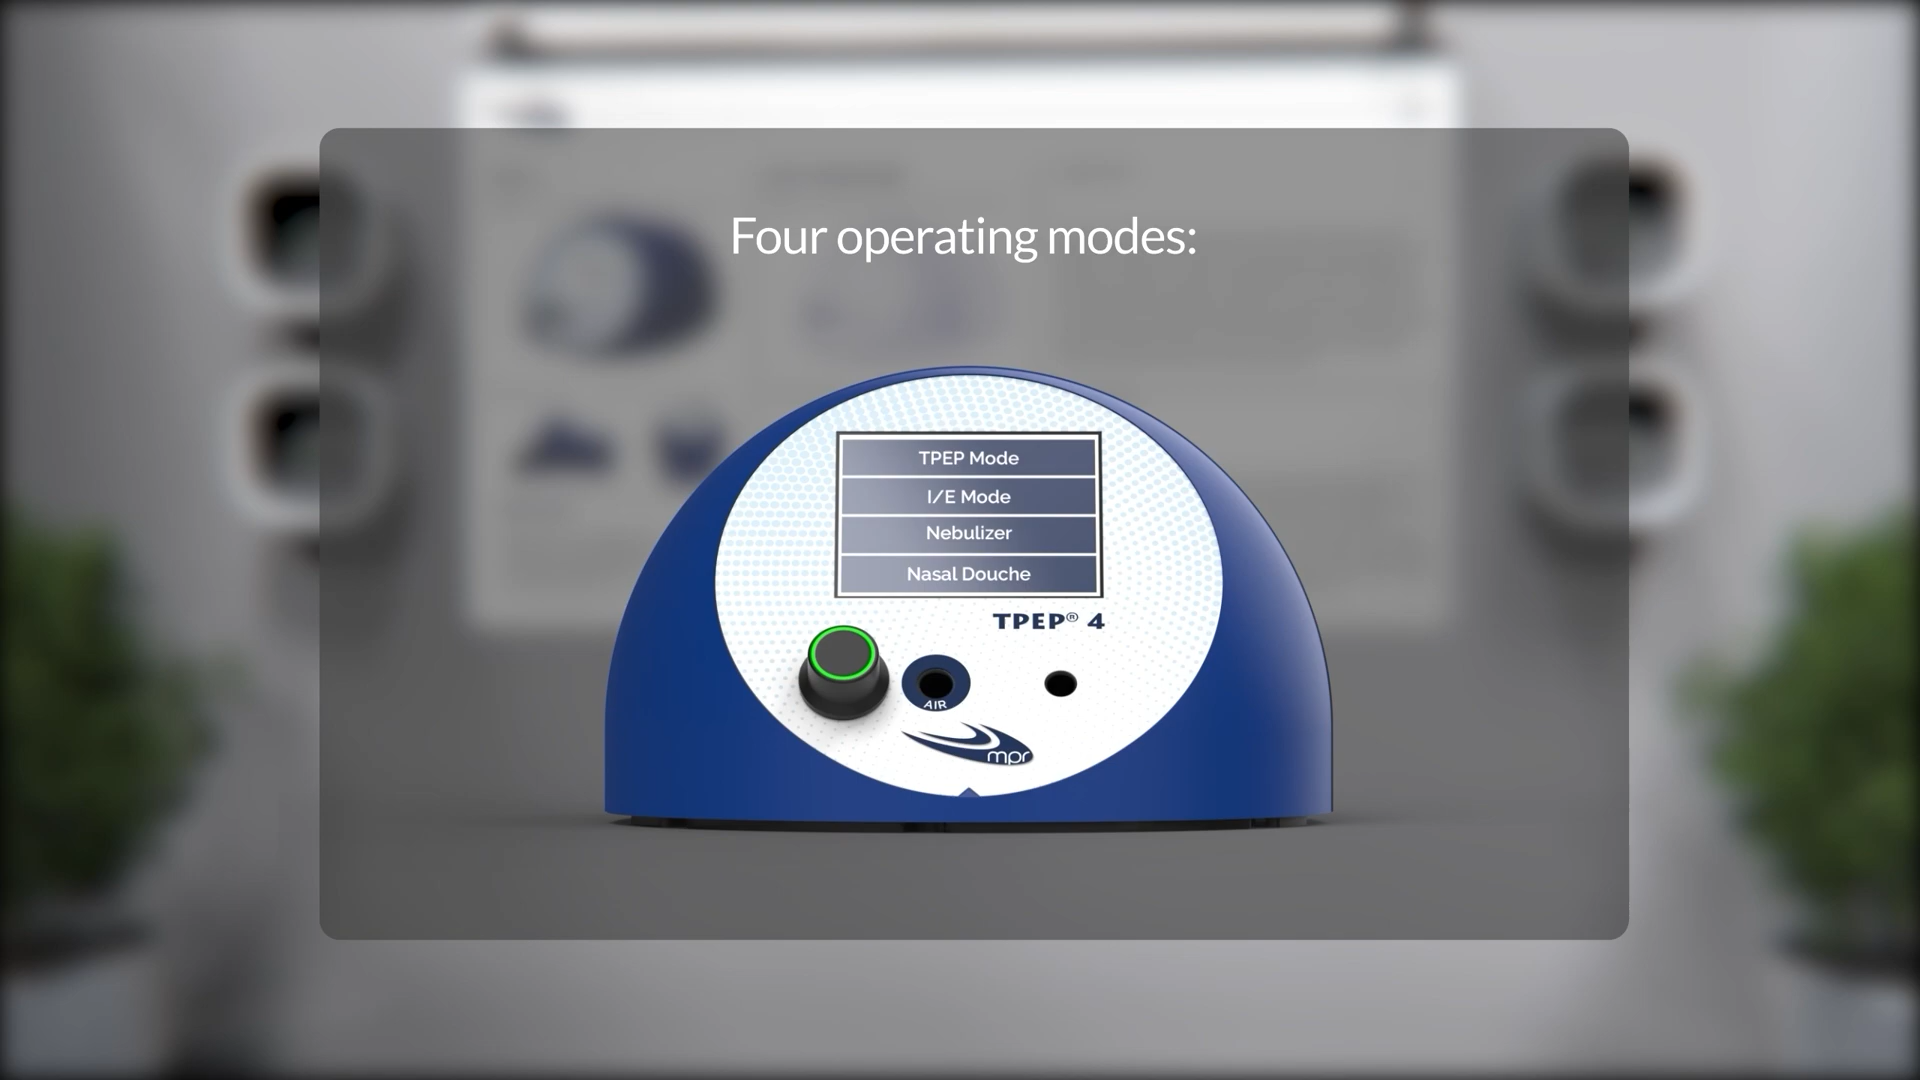 Four operating modes:
TPEP Mode
I/E Mode
Nebulizer
Nasal Douche
TPEP® 4
AIR
mpr